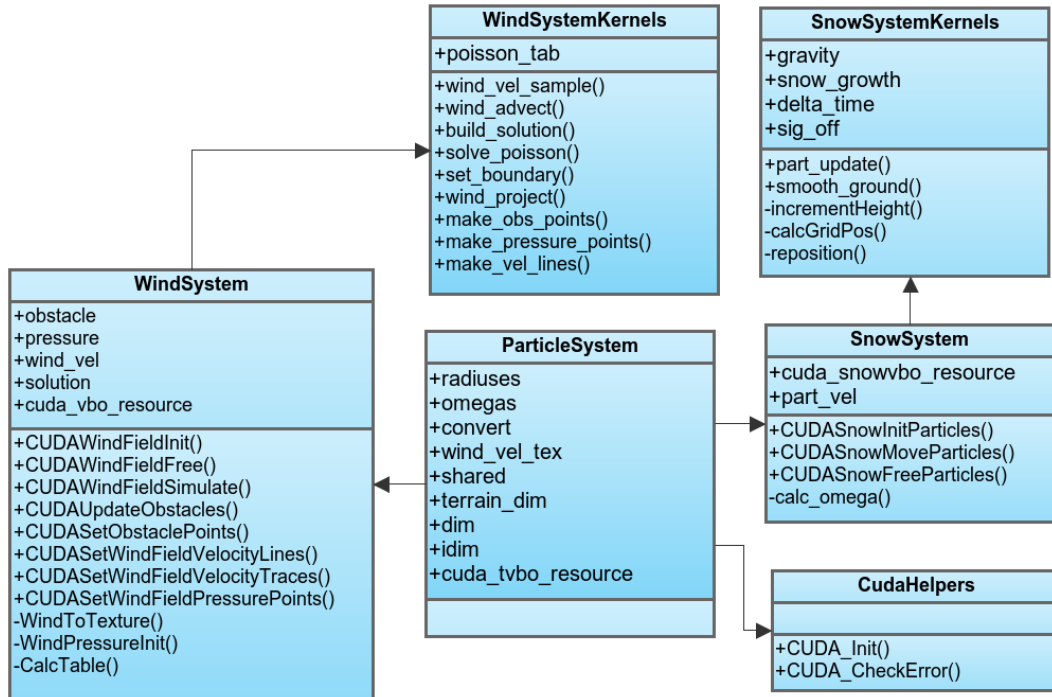 WindSystemKernels
+poisson_tab
+wind_vel_sample()
+wind_advect()
+build_solution()
+solve_poisson()
+set_boundary()
+wind_project()
+make_obs_points()
+make_pressure_points()
+make_vel_lines()
SnowSystemKernels
+gravity
+snow_growth
+delta_time
+sig_off
+part_update()
+smooth_ground()
-incrementHeight()
-calcGridPos()
-reposition()
WindSystem
+obstacle
+pressure
+wind_vel
+solution
+cuda_vbo_resource
+CUDAWindFieldInit()
+CUDAWindFieldFree()
+CUDAWindFieldSimulate()
+CUDAUpdateObstacles()
+CUDASetObstaclePoints()
+CUDASetWindFieldVelocityLines()
+CUDASetWindFieldVelocityTraces()
+CUDASetWindFieldPressurePoints()
-WindToTexture()
-WindPressureInit()
-CalcTable()
ParticleSystem
+radiuses
+omegas
+convert
+wind_vel_tex
+shared
+terrain_dim
+dim
+idim
+cuda_tvbo_resource
SnowSystem
+cuda_snowvbo_resource
+part_vel
+CUDASnowInitParticles()
+CUDASnowMoveParticles()
+CUDASnowFreeParticles()
-calc_omega()
CudaHelpers
+CUDA_Init()
+CUDA_CheckError()